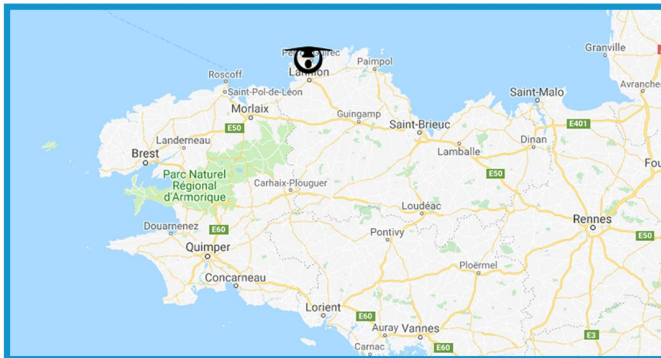 Granville
Paimpol
Roscoff
Lannion
Saint-Pol-de-Léon
Avranches
Saint-Malo
Morlaix
Guingamp
E50
Saint-Brieuc
E401
Landerneau
Dinan
Brest
Lamballe
E50
Parc Naturel
Régional
d'Armorique
Carhaix-Plouguer
Loudéac
Rennes
Douarnenez
E60
Pontivy
E50
Quimper
Ploërmel
Concarneau
Lorient
E60
Auray
Vannes
E3
Carnac
E60